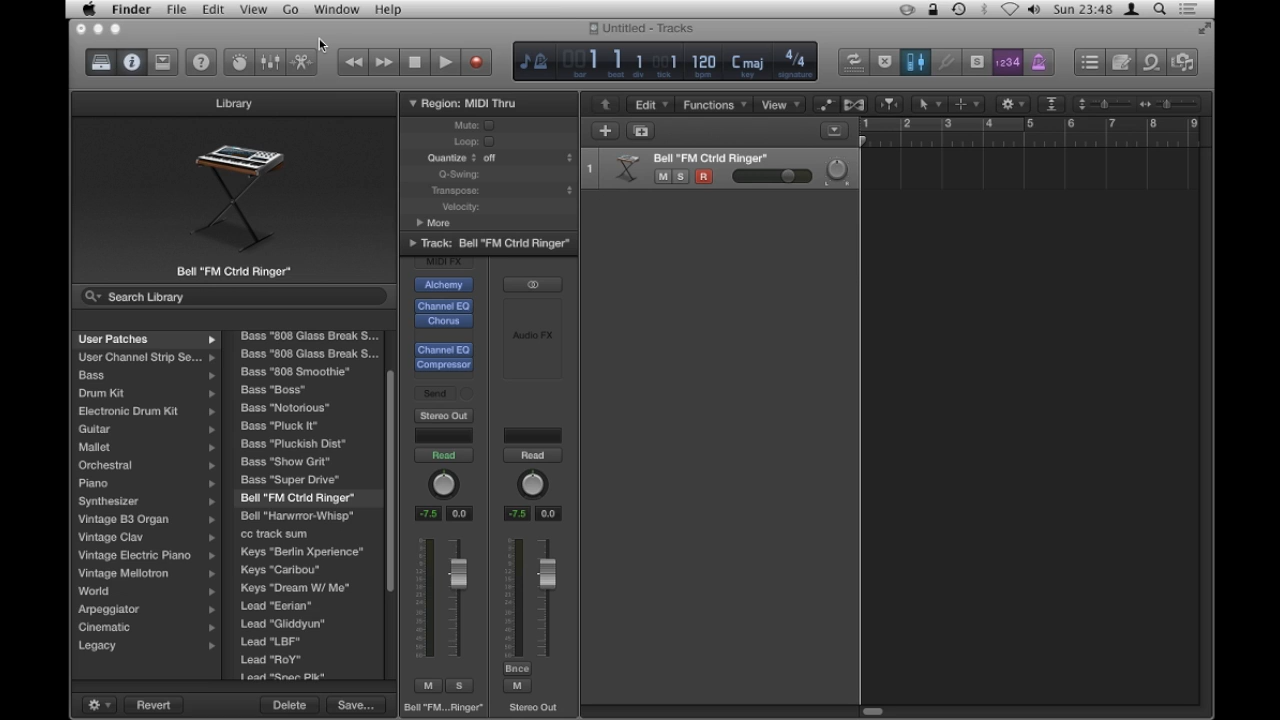 Finder File Edit View Go Window Help Sun 23:48
Untitled - Tracks
1 1 1 1 120 C maj 4/4
bar beat div tick bpm key signature
S 1234
Library
Bell "FM Ctrld Ringer"
Search Library
User Patches
User Channel Strip Se...
Bass
Drum Kit
Electronic Drum Kit
Guitar
Mallet
Orchestral
Piano
Synthesizer
Vintage B3 Organ
Vintage Clav
Vintage Electric Piano
Vintage Mellotron
World
Arpeggiator
Cinematic
Legacy
Bass "808 Glass Break S...
Bass "808 Glass Break S...
Bass "808 Smoothie"
Bass "Boss"
Bass "Notorious"
Bass "Pluck It"
Bass "Pluckish Dist"
Bass "Show Grit"
Bass "Super Drive"
Bell "FM Ctrld Ringer"
Bell "Harwrror-Whisp"
cc track sum
Keys "Berlin Xperience"
Keys "Caribou"
Keys "Dream W/ Me"
Lead "Eerian"
Lead "Gliddyun"
Lead "LBF"
Lead "RoY"
Lead "Spec Plk"
Revert Delete Save...
Region: MIDI Thru
Mute:
Loop:
Quantize off
Q-Swing:
Transpose:
Velocity:
More
Track: Bell "FM Ctrld Ringer"
MIDI FX
Alchemy
Channel EQ
Chorus
Channel EQ
Compressor
Send
Stereo Out
Read
-7.5 0.0
M S
Bell "FM...Ringer"
Audio FX
Read
-7.5 0.0
Bnce
M
Stereo Out
Edit Functions View
1 2 3 4 5 6 7 8 9
1 Bell "FM Ctrld Ringer"
M S R
L R